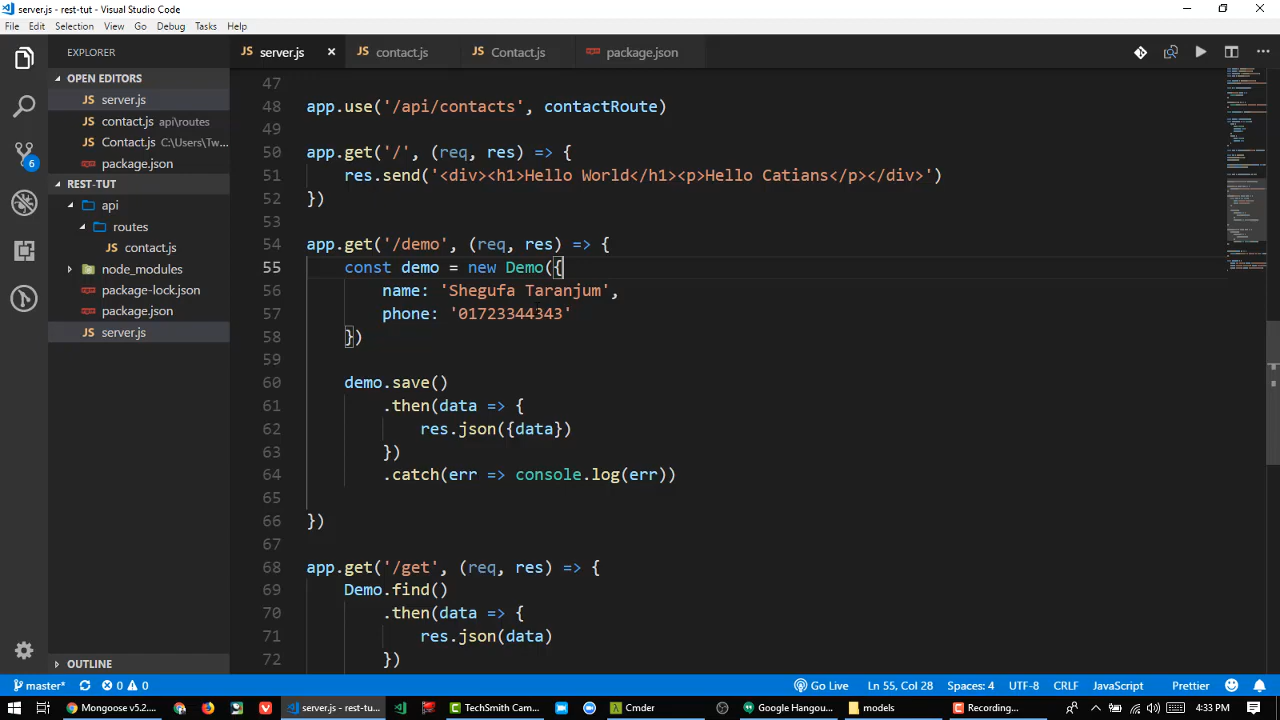 server.js - rest-tut - Visual Studio Code
File Edit Selection View Go Debug Tasks Help
EXPLORER
server.js
contact.js
Contact.js
package.json
OPEN EDITORS
server.js
contact.js api\routes
Contact.js C:\Users\Tw...
package.json
REST-TUT
api
routes
contact.js
node_modules
package-lock.json
package.json
server.js
OUTLINE
6
47
48 app.use('/api/contacts', contactRoute)
49
50 app.get('/', (req, res) => {
51 res.send('<div><h1>Hello World</h1><p>Hello Catians</p></div>')
52 })
53
54 app.get('/demo', (req, res) => {
55 const demo = new Demo({
56 name: 'Shegufa Taranjum',
57 phone: '01723344343'
58 })
59
60 demo.save()
61 .then(data => {
62 res.json({data})
63 })
64 .catch(err => console.log(err))
65
66 })
67
68 app.get('/get', (req, res) => {
69 Demo.find()
70 .then(data => {
71 res.json(data)
72 })
master* 0 0 Go Live Ln 55, Col 28 Spaces: 4 UTF-8 CRLF JavaScript Prettier
Mongoose v5.2.... server.js - rest-tu... TechSmith Cam... Cmder Google Hangou... models Recording... 4:33 PM